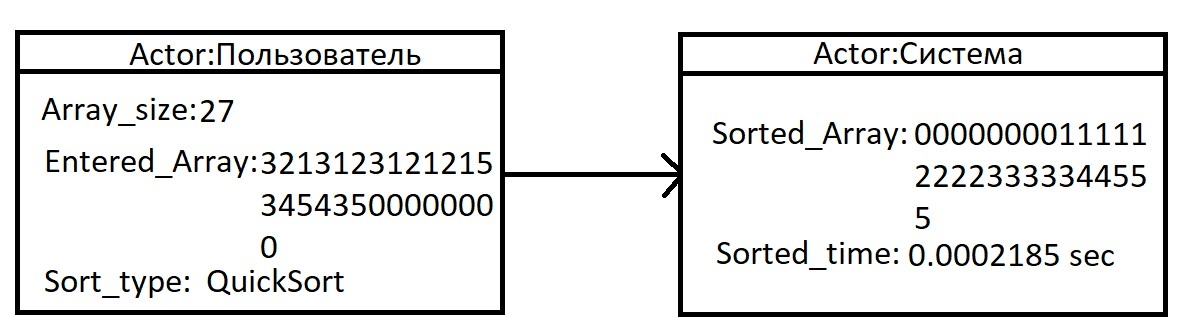 Actor:Пользователь
Array_size:27
Entered_Array:3213123121215
3454350000000
0
Sort_type: QuickSort
Actor:Система
Sorted_Array:0000000011111
2222333334455
5
Sorted_time: 0.0002185 sec